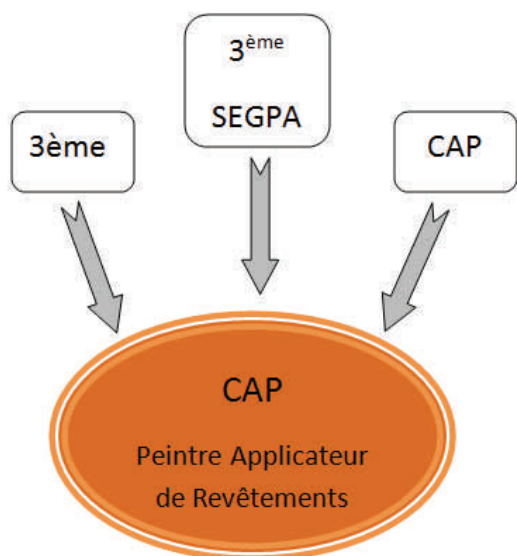 3ème
SEGPA
3ème
CAP
CAP
Peintre Applicateur
de Revêtements